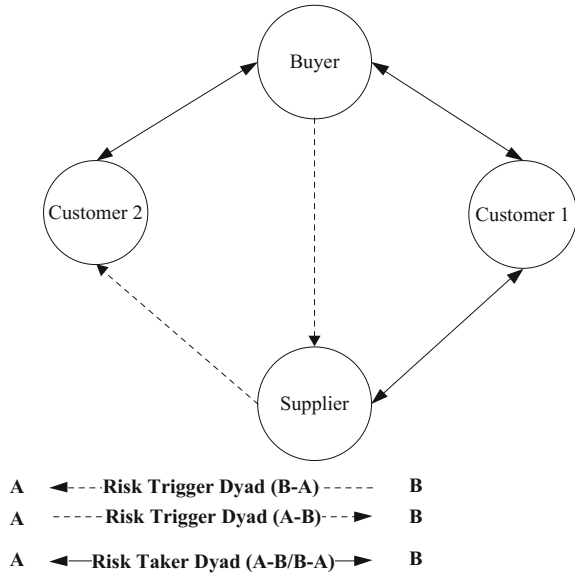 Buyer
Customer 2
Customer 1
Supplier
A Risk Trigger Dyad (B-A) B
A Risk Trigger Dyad (A-B) B
A Risk Taker Dyad (A-B/B-A) B